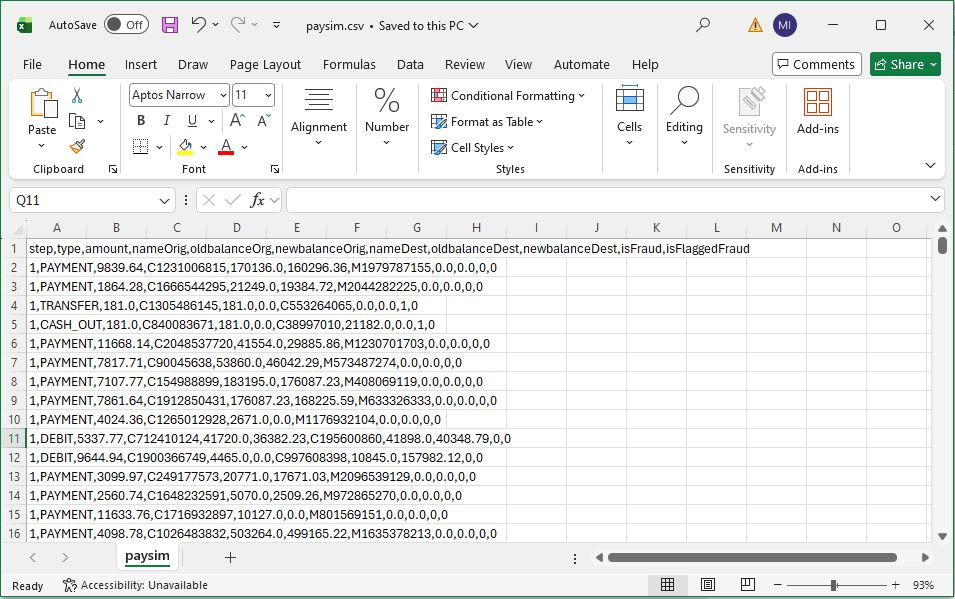 AutoSave Off paysim.csv • Saved to this PC MI
File Home Insert Draw Page Layout Formulas Data Review View Automate Help Comments Share
Paste
Clipboard
Aptos Narrow 11
B I U A A
A
Font
Alignment
% Number
Conditional Formatting
Format as Table
Cell Styles
Styles
Cells
Editing
Sensitivity
Sensitivity
Add-ins
Add-ins
Q11 fx
A B C D E F G H I J K L M N O
1 step,type,amount,nameOrig,oldbalanceOrg,newbalanceOrig,nameDest,oldbalanceDest,newbalanceDest,isFraud,isFlaggedFraud
2 1,PAYMENT,9839.64,C1231006815,170136.0,160296.36,M1979787155,0.0,0.0,0,0
3 1,PAYMENT,1864.28,C1666544295,21249.0,19384.72,M2044282225,0.0,0.0,0,0
4 1,TRANSFER,181.0,C1305486145,181.0,0.0,C553264065,0.0,0.0,1,0
5 1,CASH_OUT,181.0,C840083671,181.0,0.0,C38997010,21182.0,0.0,1,0
6 1,PAYMENT,11668.14,C2048537720,41554.0,29885.86,M1230701703,0.0,0.0,0,0
7 1,PAYMENT,7817.71,C90045638,53860.0,46042.29,M573487274,0.0,0.0,0,0
8 1,PAYMENT,7107.77,C154988899,183195.0,176087.23,M408069119,0.0,0.0,0,0
9 1,PAYMENT,7861.64,C1912850431,176087.23,168225.59,M633326333,0.0,0.0,0,0
10 1,PAYMENT,4024.36,C1265012928,2671.0,0.0,M1176932104,0.0,0.0,0,0
11 1,DEBIT,5337.77,C712410124,41720.0,36382.23,C195600860,41898.0,40348.79,0,0
12 1,DEBIT,9644.94,C1900366749,4465.0,0.0,C997608398,10845.0,157982.12,0,0
13 1,PAYMENT,3099.97,C249177573,20771.0,17671.03,M2096539129,0.0,0.0,0,0
14 1,PAYMENT,2560.74,C1648232591,5070.0,2509.26,M972865270,0.0,0.0,0,0
15 1,PAYMENT,11633.76,C1716932897,10127.0,0.0,M801569151,0.0,0.0,0,0
16 1,PAYMENT,4098.78,C1026483832,503264.0,499165.22,M1635378213,0.0,0.0,0,0
paysim
Ready Accessibility: Unavailable 93%